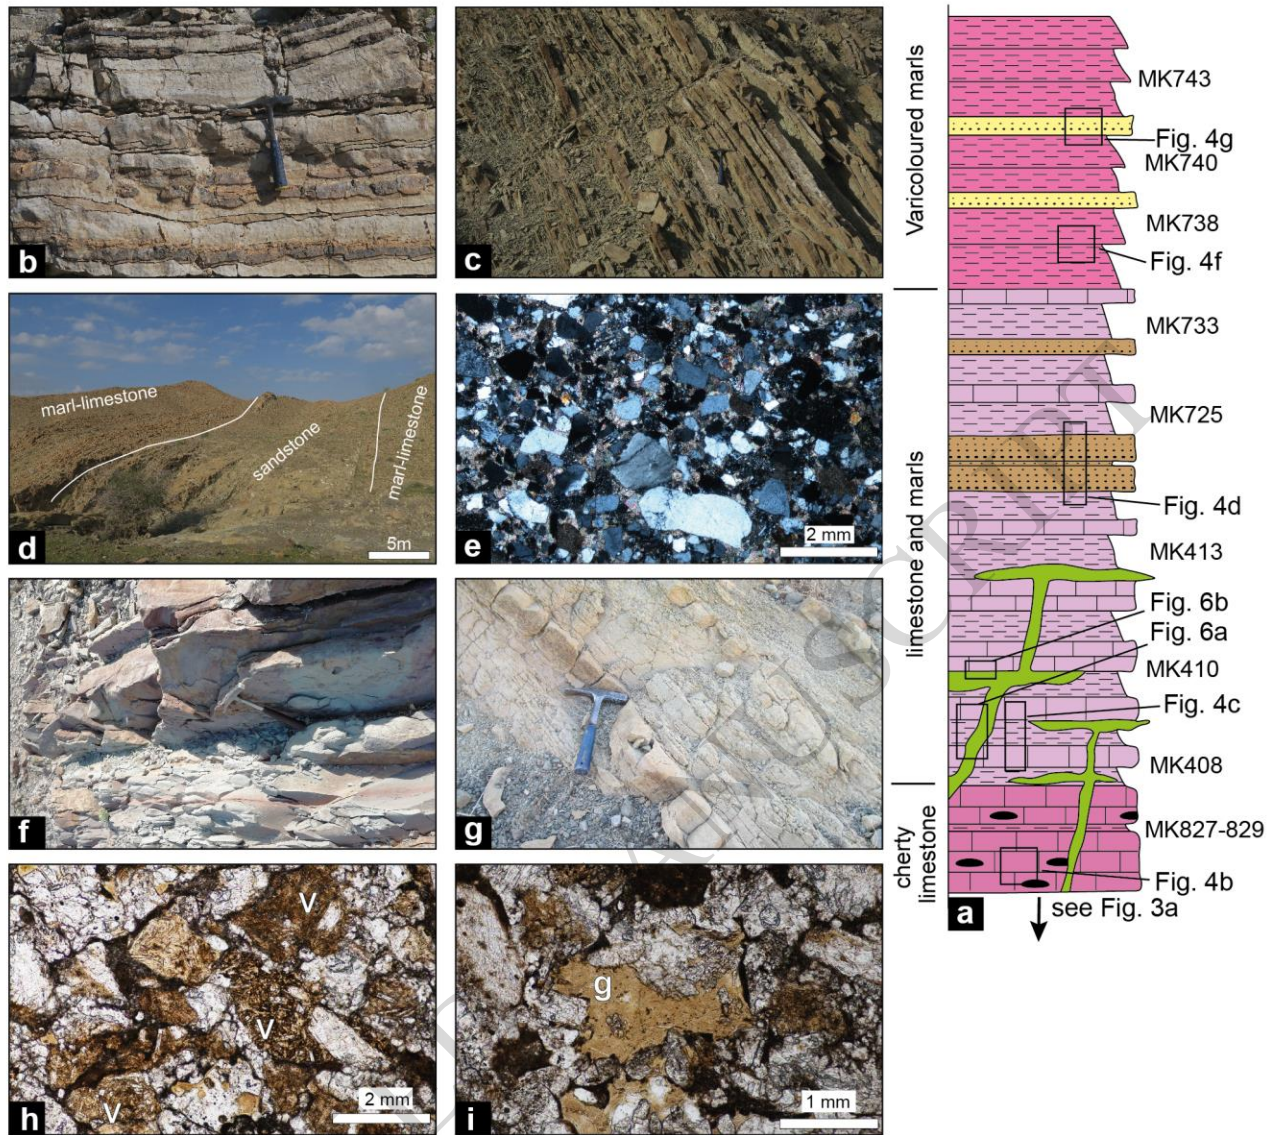 b
c
d
marl-limestone
sandstone
marl-limestone
5m
e
2 mm
f
g
h
v
v
v
2 mm
i
g
1 mm
Varicoloured marls
limestone and marls
cherty
limestone
MK743
Fig. 4g
MK740
MK738
Fig. 4f
MK733
MK725
Fig. 4d
MK413
Fig. 6b
Fig. 6a
MK410
Fig. 4c
MK408
MK827-829
Fig. 4b
a
see Fig. 3a